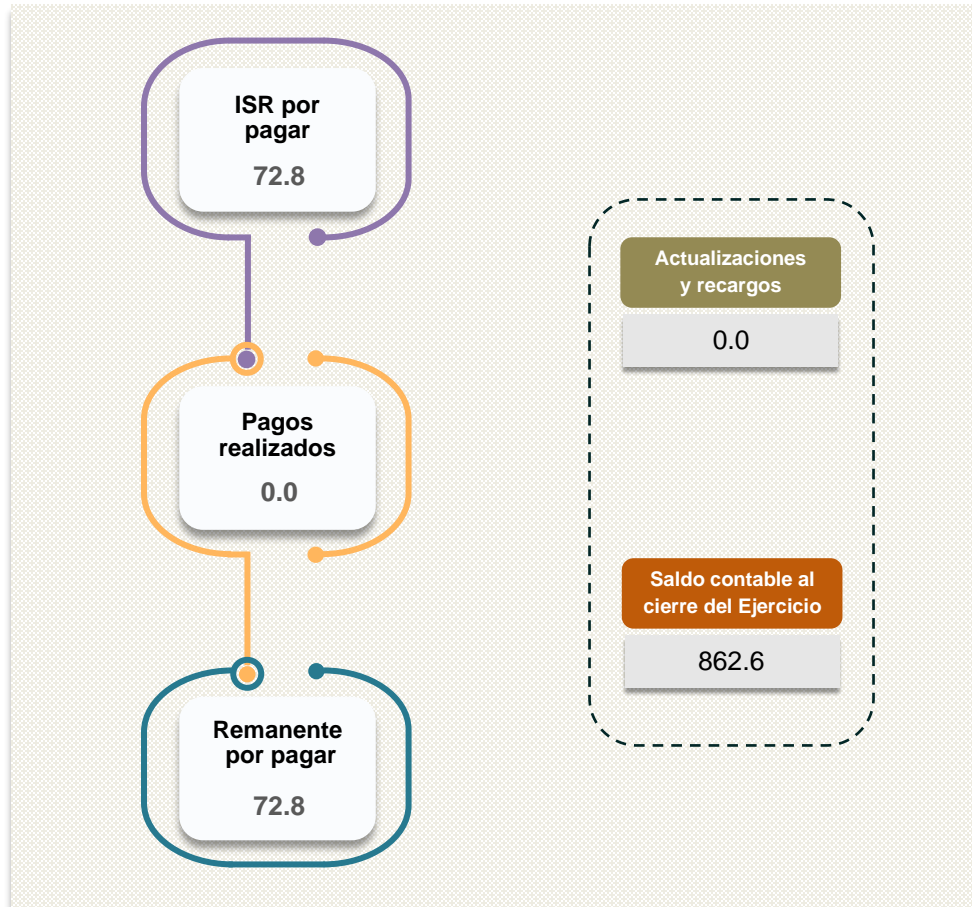 ISR por
pagar
72.8
Pagos
realizados
0.0
Remanente
por pagar
72.8
Actualizaciones
y recargos
0.0
Saldo contable al
cierre del Ejercicio
862.6